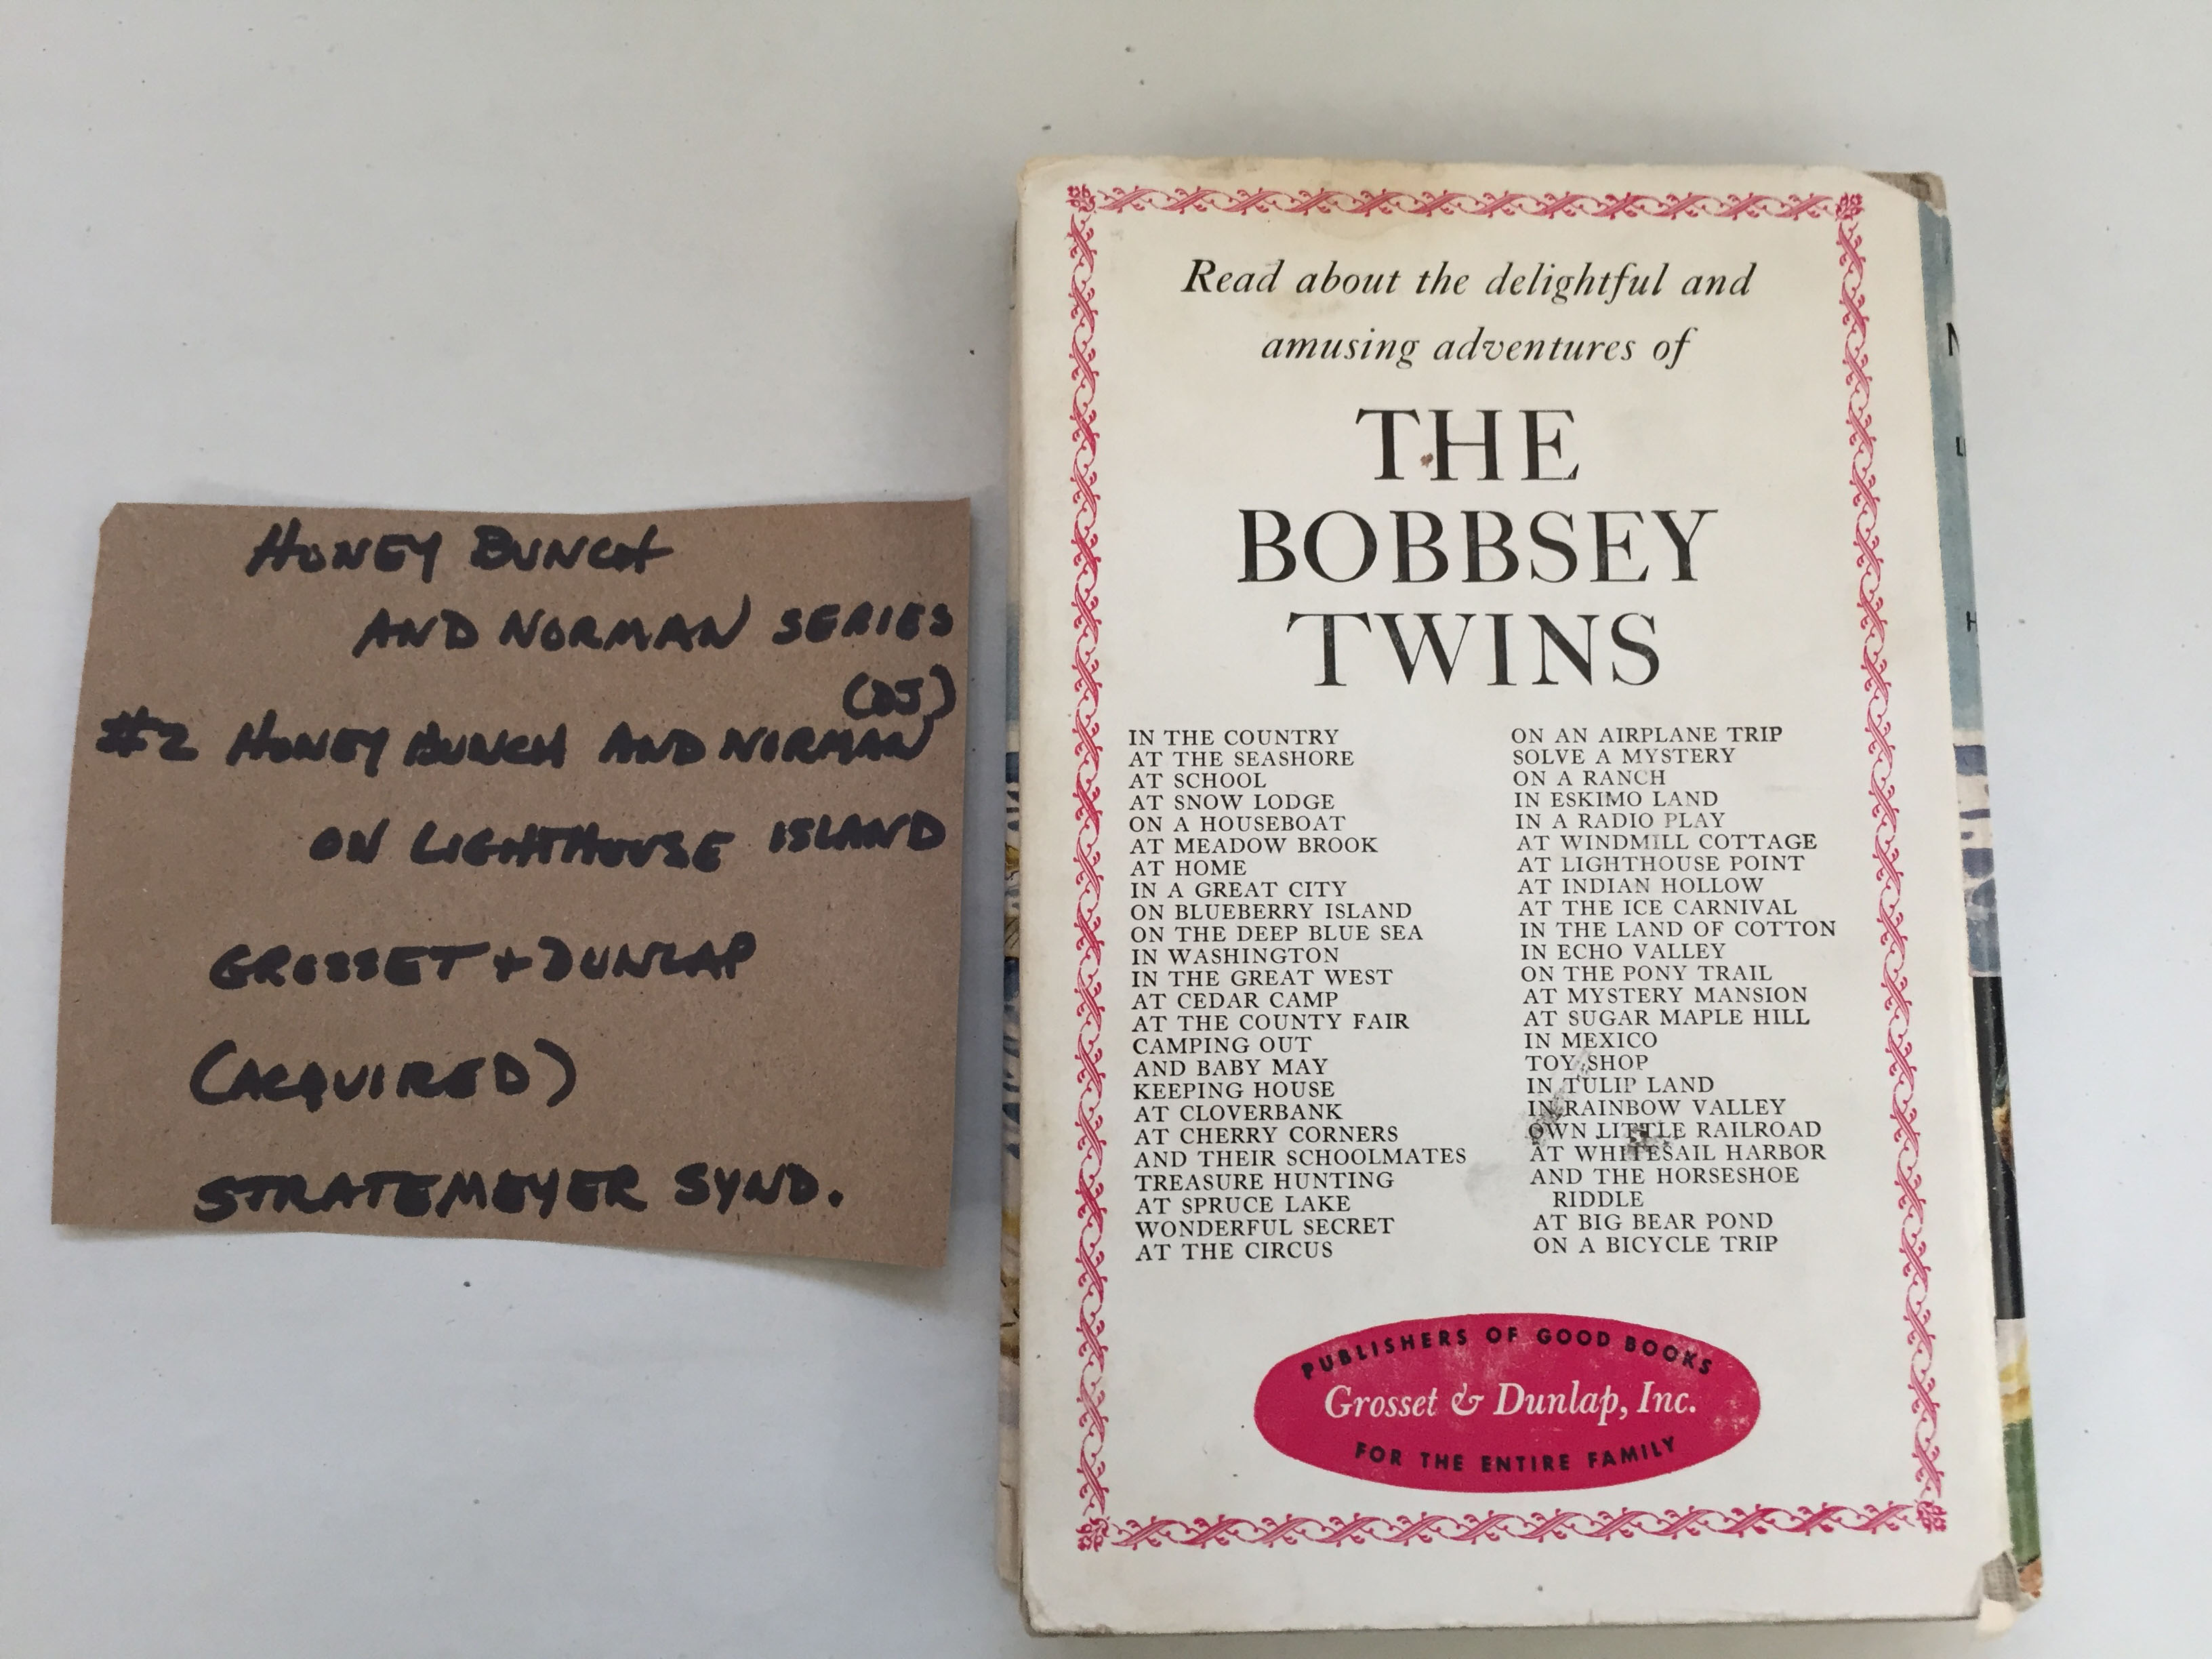 HONEY BUNCH
AND NORMAN SERIES
(DJ)
#2 HONEY BUNCH AND NORMAN
ON LIGHTHOUSE ISLAND
GROSSET + DUNLAP
(ACQUIRED)
STRATEMEYER SYND.
Read about the delightful and
amusing adventures of
THE
BOBBSEY
TWINS
IN THE COUNTRY
AT THE SEASHORE
AT SCHOOL
AT SNOW LODGE
ON A HOUSEBOAT
AT MEADOW BROOK
AT HOME
IN A GREAT CITY
ON BLUEBERRY ISLAND
ON THE DEEP BLUE SEA
IN WASHINGTON
IN THE GREAT WEST
AT CEDAR CAMP
AT THE COUNTY FAIR
CAMPING OUT
AND BABY MAY
KEEPING HOUSE
AT CLOVERBANK
AT CHERRY CORNERS
AND THEIR SCHOOLMATES
TREASURE HUNTING
AT SPRUCE LAKE
WONDERFUL SECRET
AT THE CIRCUS
ON AN AIRPLANE TRIP
SOLVE A MYSTERY
ON A RANCH
IN ESKIMO LAND
IN A RADIO PLAY
AT WINDMILL COTTAGE
AT LIGHTHOUSE POINT
AT INDIAN HOLLOW
AT THE ICE CARNIVAL
IN THE LAND OF COTTON
IN ECHO VALLEY
ON THE PONY TRAIL
AT MYSTERY MANSION
AT SUGAR MAPLE HILL
IN MEXICO
TOY SHOP
IN TULIP LAND
IN RAINBOW VALLEY
OWN LITTLE RAILROAD
AT WHITESAIL HARBOR
AND THE HORSESHOE
RIDDLE
AT BIG BEAR POND
ON A BICYCLE TRIP
PUBLISHERS OF GOOD BOOKS
Grosset & Dunlap, Inc.
FOR THE ENTIRE FAMILY